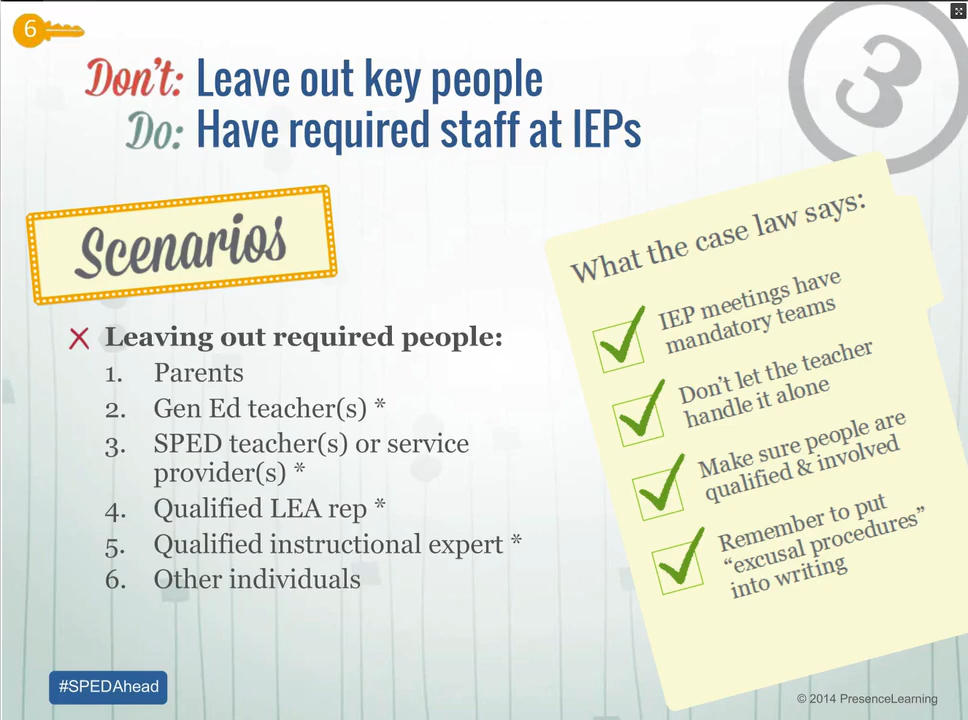 6
3
Don't: Leave out key people
Do: Have required staff at IEPs
Scenarios
Leaving out required people:
1. Parents
2. Gen Ed teacher(s) *
3. SPED teacher(s) or service
provider(s) *
4. Qualified LEA rep *
5. Qualified instructional expert *
6. Other individuals
What the case law says:
IEP meetings have
mandatory teams
Don't let the teacher
handle it alone
Make sure people are
qualified & involved
Remember to put
“excusal procedures”
into writing
#SPEDAhead
© 2014 PresenceLearning